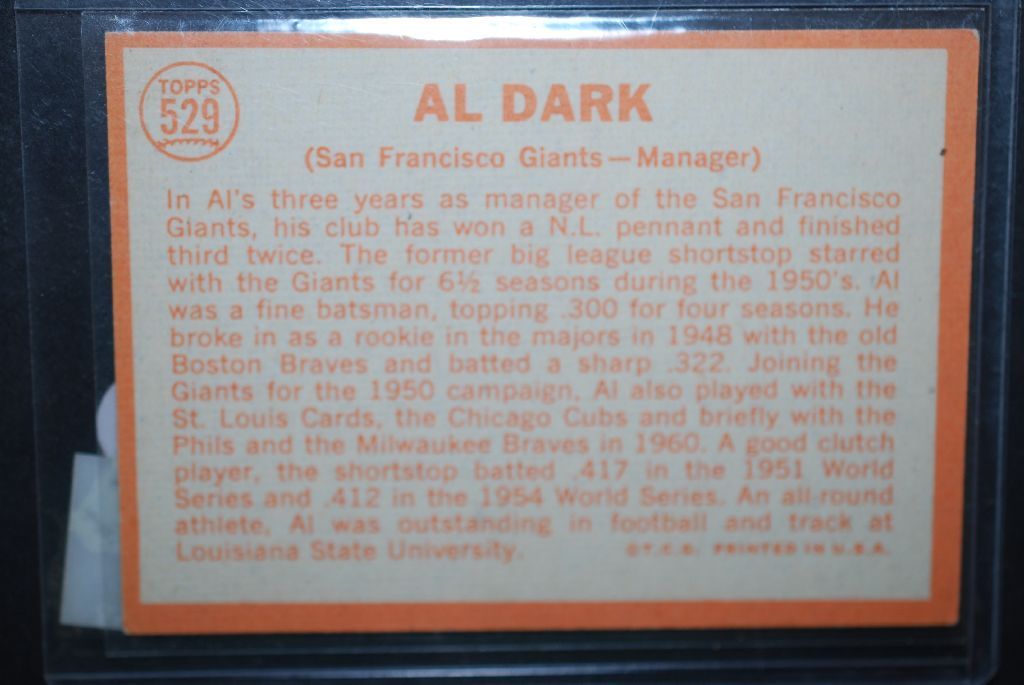 TOPPS
529
AL DARK
(San Francisco Giants — Manager)
In Al's three years as manager of the San Francisco
Giants, his club has won a N.L. pennant and finished
third twice. The former big league shortstop starred
with the Giants for 6½ seasons during the 1950's. Al
was a fine batsman, topping .300 for four seasons. He
broke in as a rookie in the majors in 1948 with the old
Boston Braves and batted a sharp .322. Joining the
Giants for the 1950 campaign, Al also played with the
St. Louis Cards, the Chicago Cubs and briefly with the
Phils and the Milwaukee Braves in 1960. A good clutch
player, the shortstop batted .417 in the 1951 World
Series and .412 in the 1954 World Series. An all-round
athlete, Al was outstanding in football and track at
Louisiana State University.
©T.C.G. PRINTED IN U.S.A.